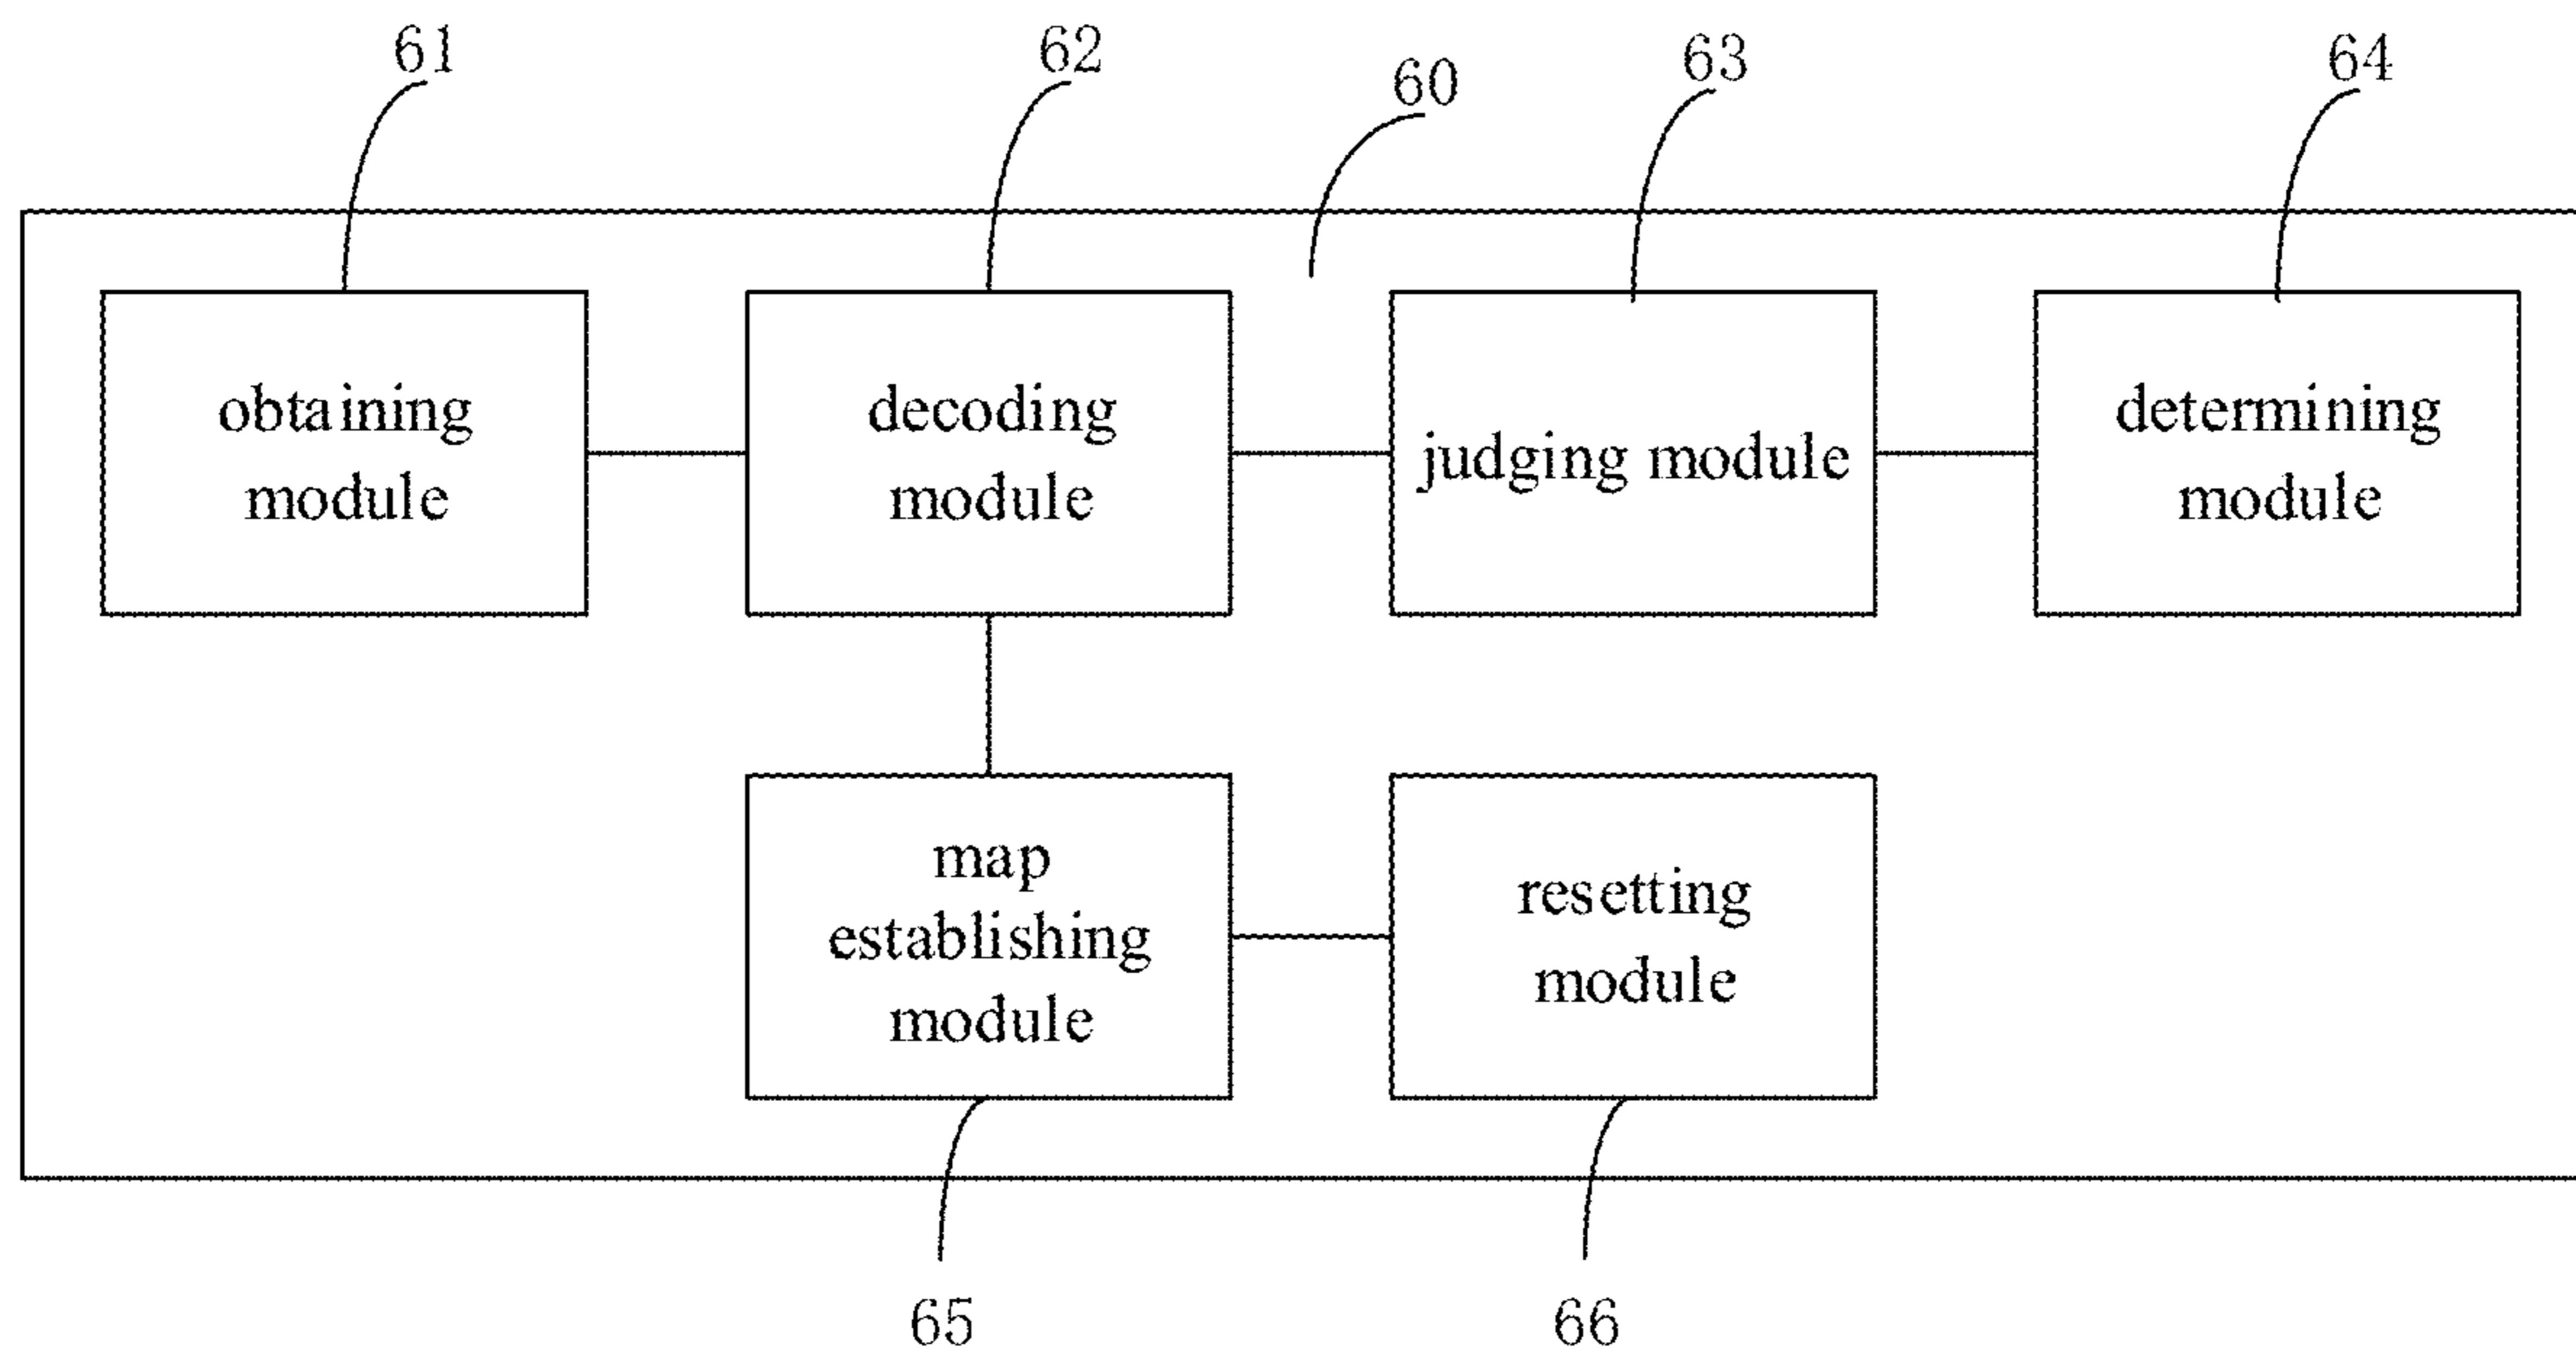 61
62
60
63
64
obtaining
module
decoding
module
judging module
determining
module
map
establishing
module
resetting
module
65
66